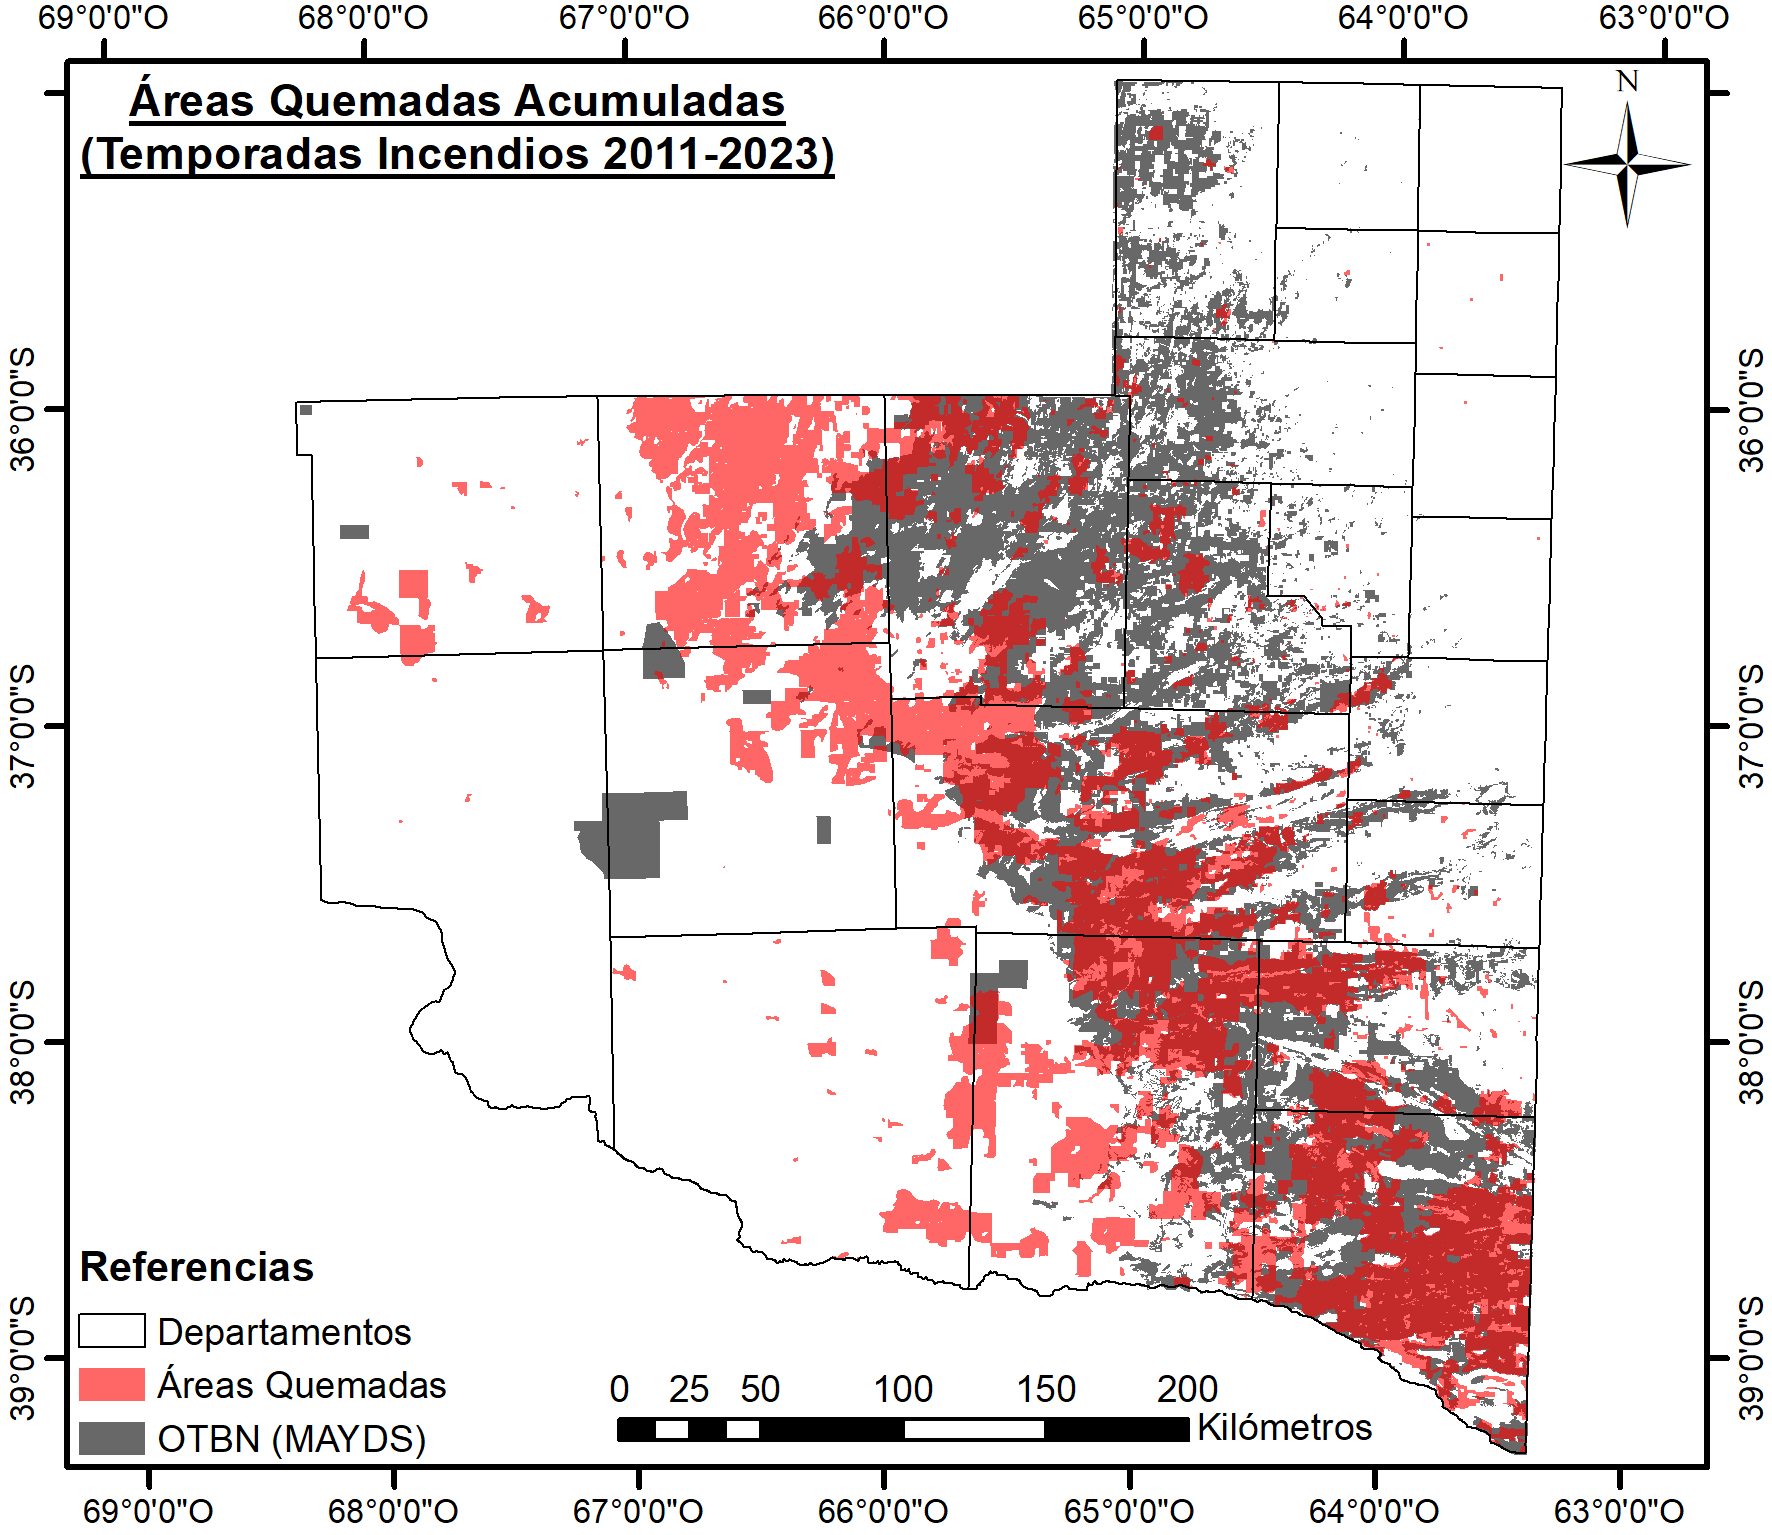 69°0'0"O 68°0'0"O 67°0'0"O 66°0'0"O 65°0'0"O 64°0'0"O 63°0'0"O
Áreas Quemadas Acumuladas
(Temporadas Incendios 2011-2023)
N
36°0'0"S 36°0'0"S
37°0'0"S 37°0'0"S
38°0'0"S 38°0'0"S
39°0'0"S 39°0'0"S
Referencias
Departamentos
Áreas Quemadas
OTBN (MAYDS)
0 25 50 100 150 200
Kilómetros
69°0'0"O 68°0'0"O 67°0'0"O 66°0'0"O 65°0'0"O 64°0'0"O 63°0'0"O